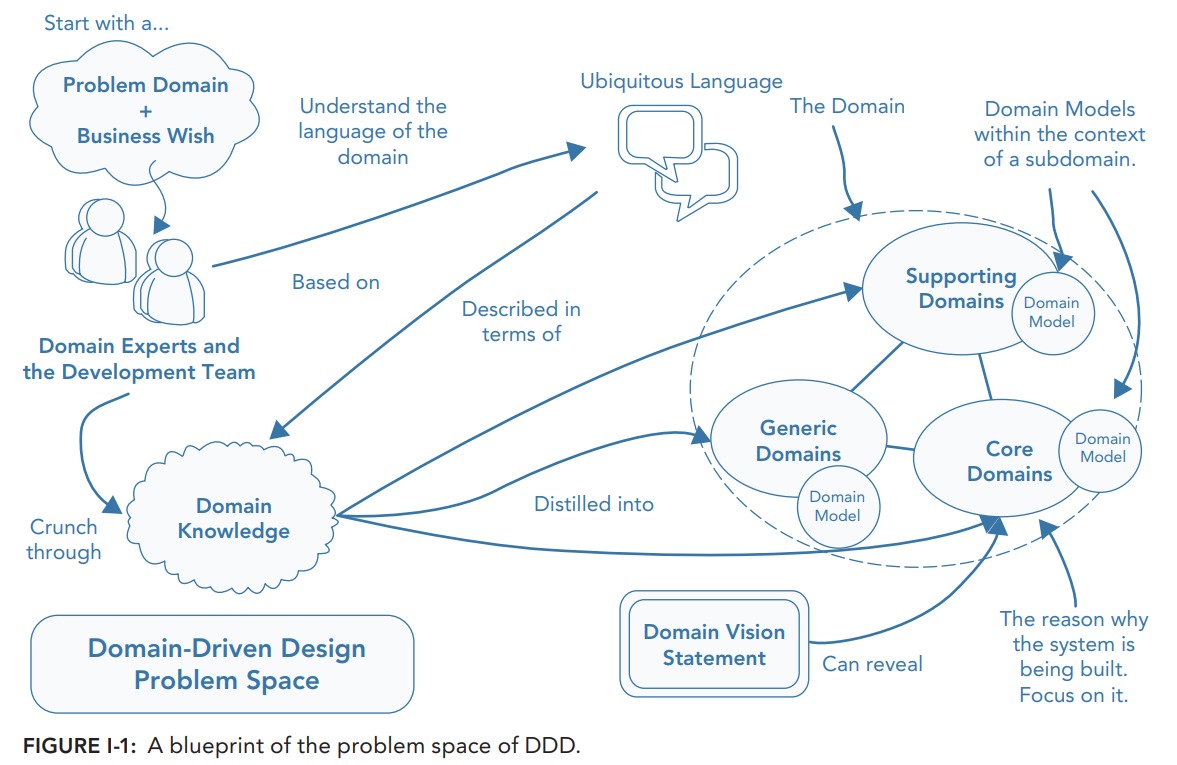 Start with a...
Problem Domain
+
Business Wish
Domain Experts and
the Development Team
Understand the
language of the
domain
Based on
Ubiquitous Language
Described in
terms of
Crunch
through
Domain
Knowledge
Distilled into
The Domain
Domain Models
within the context
of a subdomain.
Supporting
Domains
Domain
Model
Generic
Domains
Domain
Model
Core
Domains
Domain
Model
Domain Vision
Statement
Can reveal
The reason why
the system is
being built.
Focus on it.
Domain-Driven Design
Problem Space
FIGURE I-1: A blueprint of the problem space of DDD.